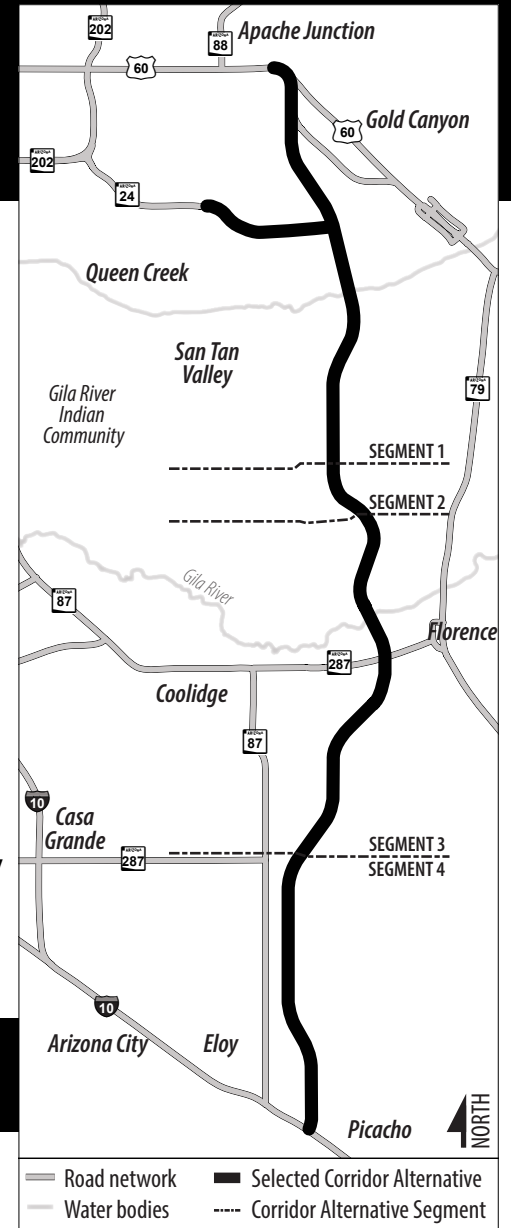 202
88
Apache Junction
60
Gold Canyon
60
202
24
Queen Creek
San Tan
Valley
79
Gila River
Indian
Community
SEGMENT 1
SEGMENT 2
Gila River
87
Florence
287
Coolidge
87
10
Casa
Grande
SEGMENT 3
287
SEGMENT 4
10
Arizona City
Eloy
Picacho
NORTH
Road network
Selected Corridor Alternative
Water bodies
Corridor Alternative Segment